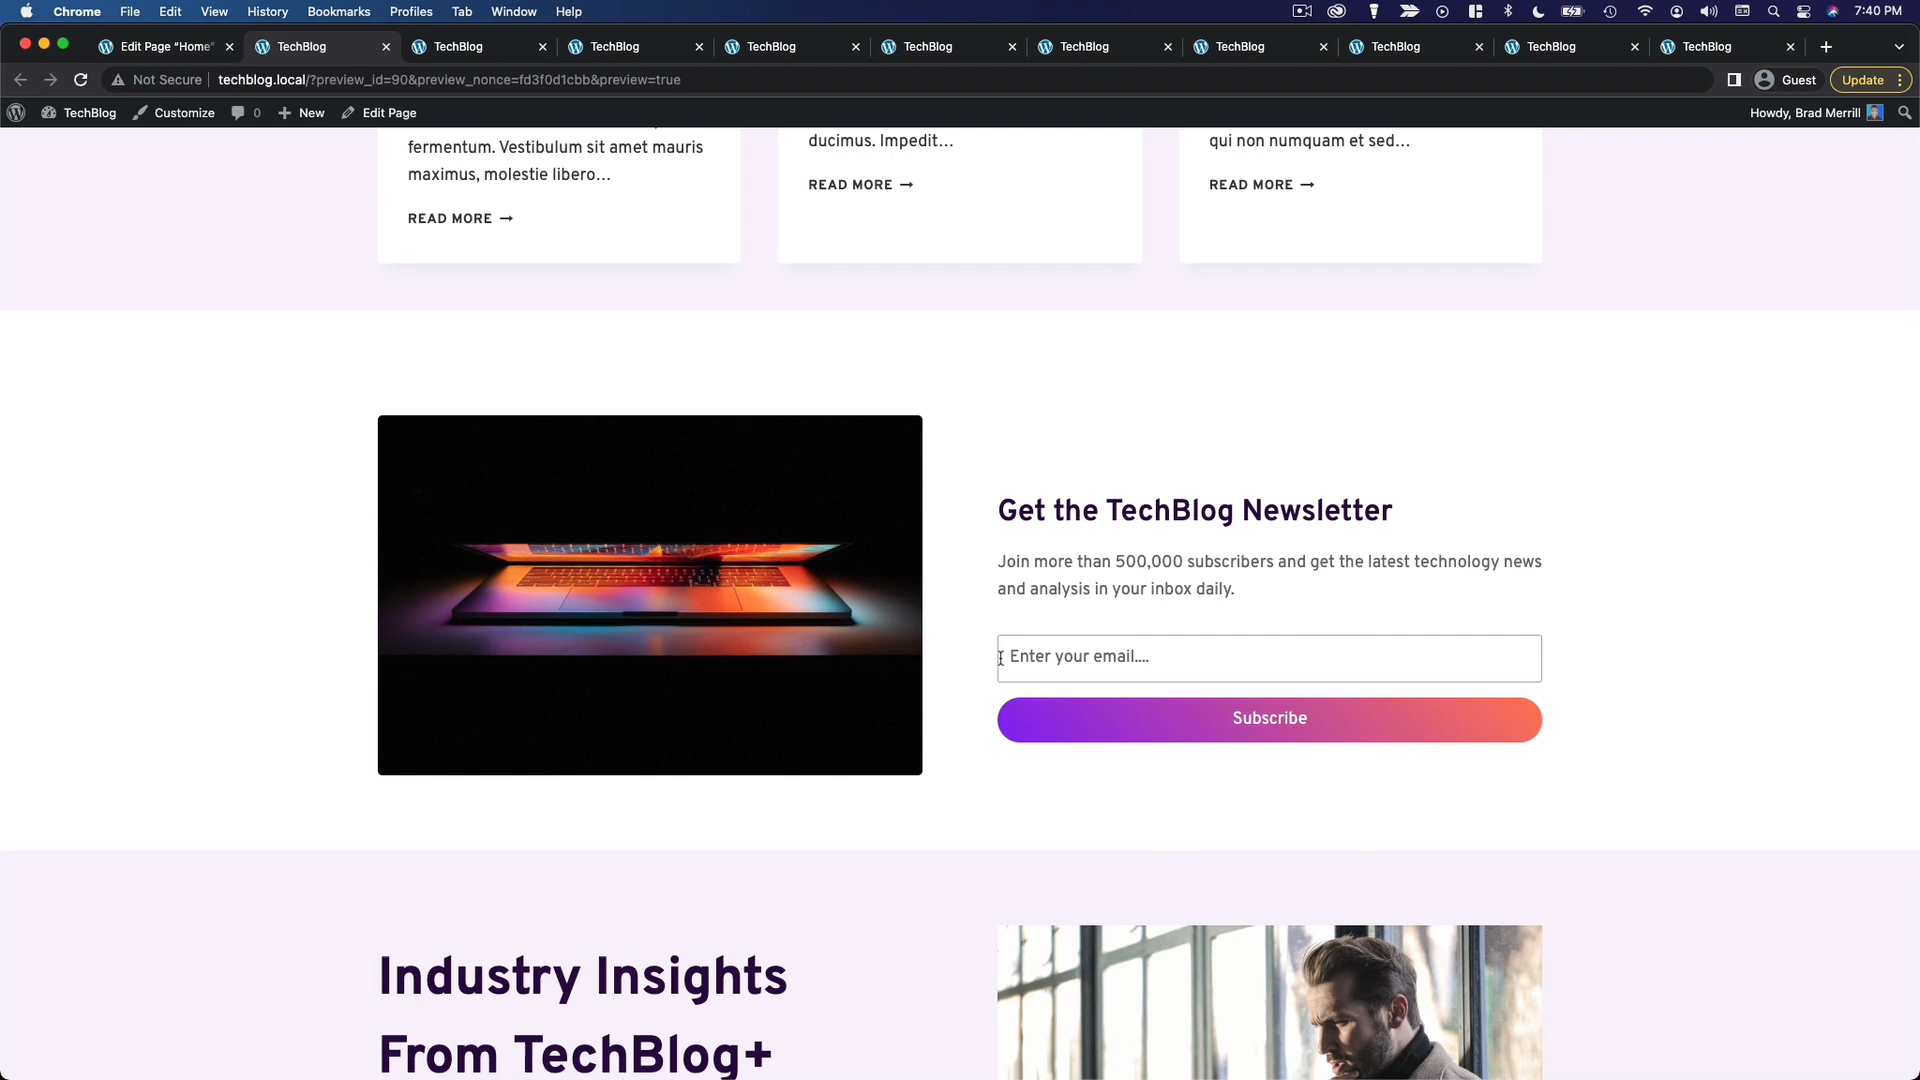 Chrome File Edit View History Bookmarks Profiles Tab Window Help 7:40 PM
Edit Page “Home” TechBlog TechBlog TechBlog TechBlog TechBlog TechBlog TechBlog TechBlog TechBlog TechBlog
Not Secure techblog.local/?preview_id=90&preview_nonce=fd3f0d1cbb&preview=true Guest Update
TechBlog Customize 0 New Edit Page Howdy, Brad Merrill
fermentum. Vestibulum sit amet mauris
maximus, molestie libero…
READ MORE
ducimus. Impedit…
READ MORE
qui non numquam et sed…
READ MORE
Get the TechBlog Newsletter
Join more than 500,000 subscribers and get the latest technology news
and analysis in your inbox daily.
Enter your email....
Subscribe
Industry Insights
From TechBlog+